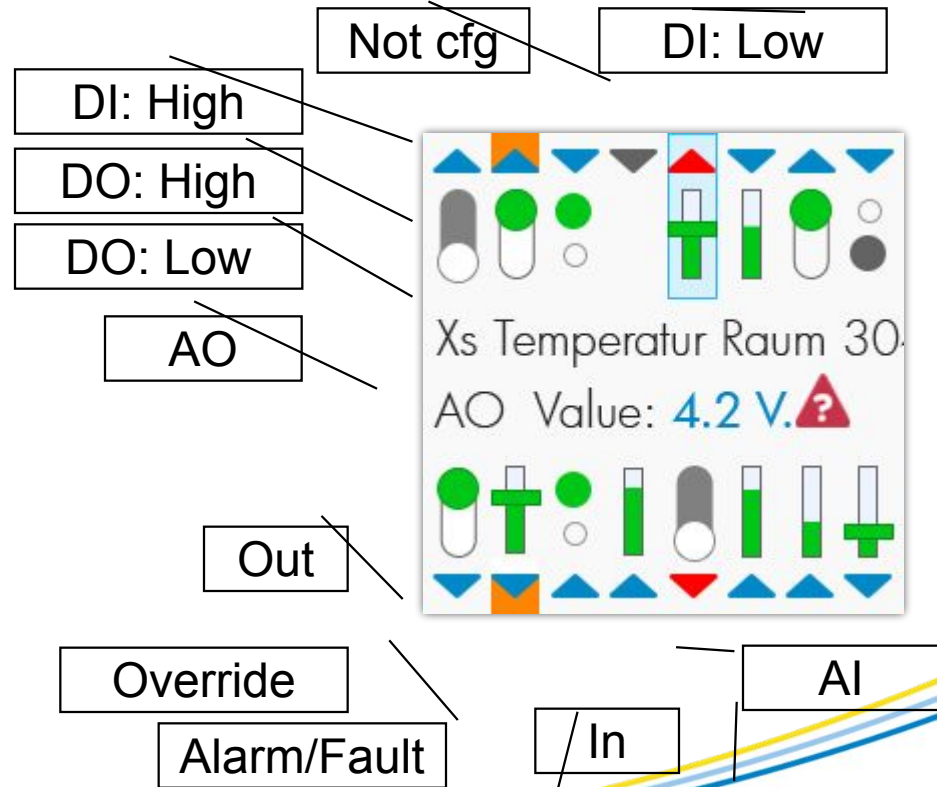 Not cfg
DI: Low
DI: High
DO: High
DO: Low
AO
Xs Temperatur Raum 30
AO Value: 4.2 V.
?
Out
Override
AI
Alarm/Fault
In